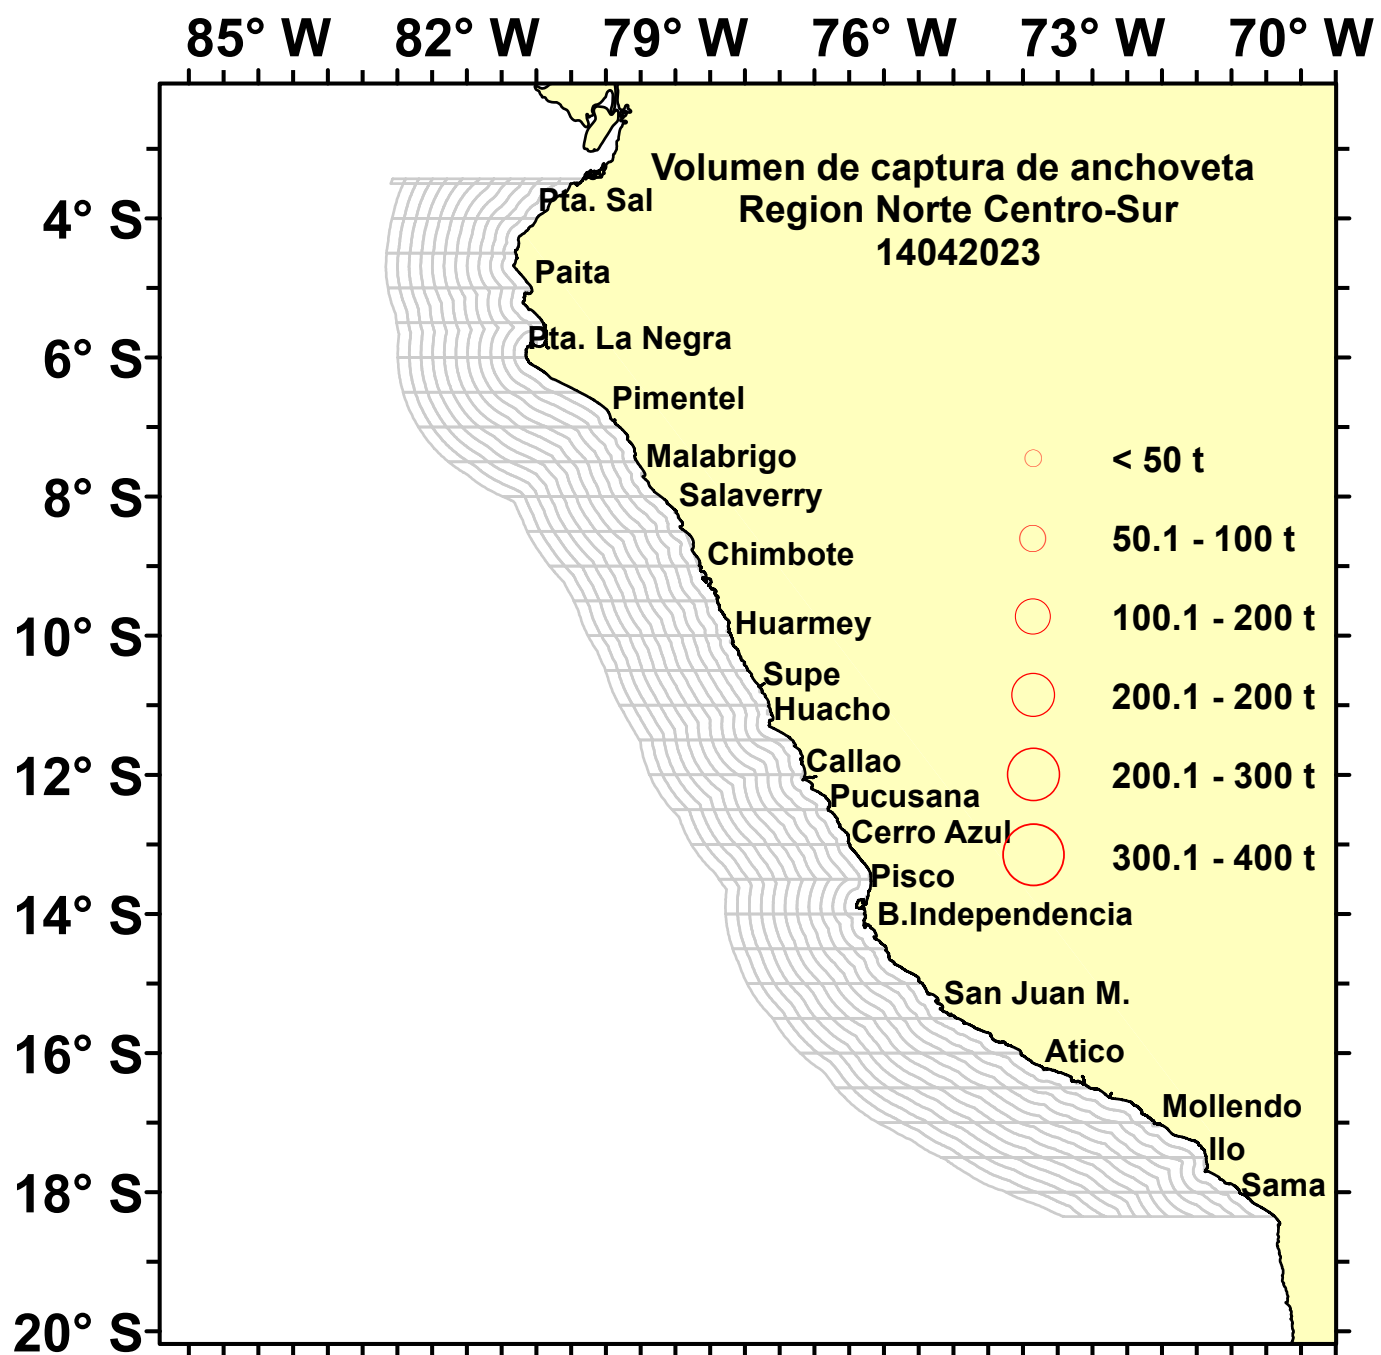 85° W 82° W 79° W 76° W 73° W 70° W
Volumen de captura de anchoveta
Region Norte Centro-Sur
14042023
4° S
6° S
8° S
10° S
12° S
14° S
16° S
18° S
20° S
Pta. Sal
Paita
Pta. La Negra
Pimentel
Malabrigo
Salaverry
Chimbote
Huarmey
Supe
Huacho
Callao
Pucusana
Cerro Azul
Pisco
B.Independencia
San Juan M.
Atico
Mollendo
Ilo
Sama
< 50 t
50.1 - 100 t
100.1 - 200 t
200.1 - 200 t
200.1 - 300 t
300.1 - 400 t